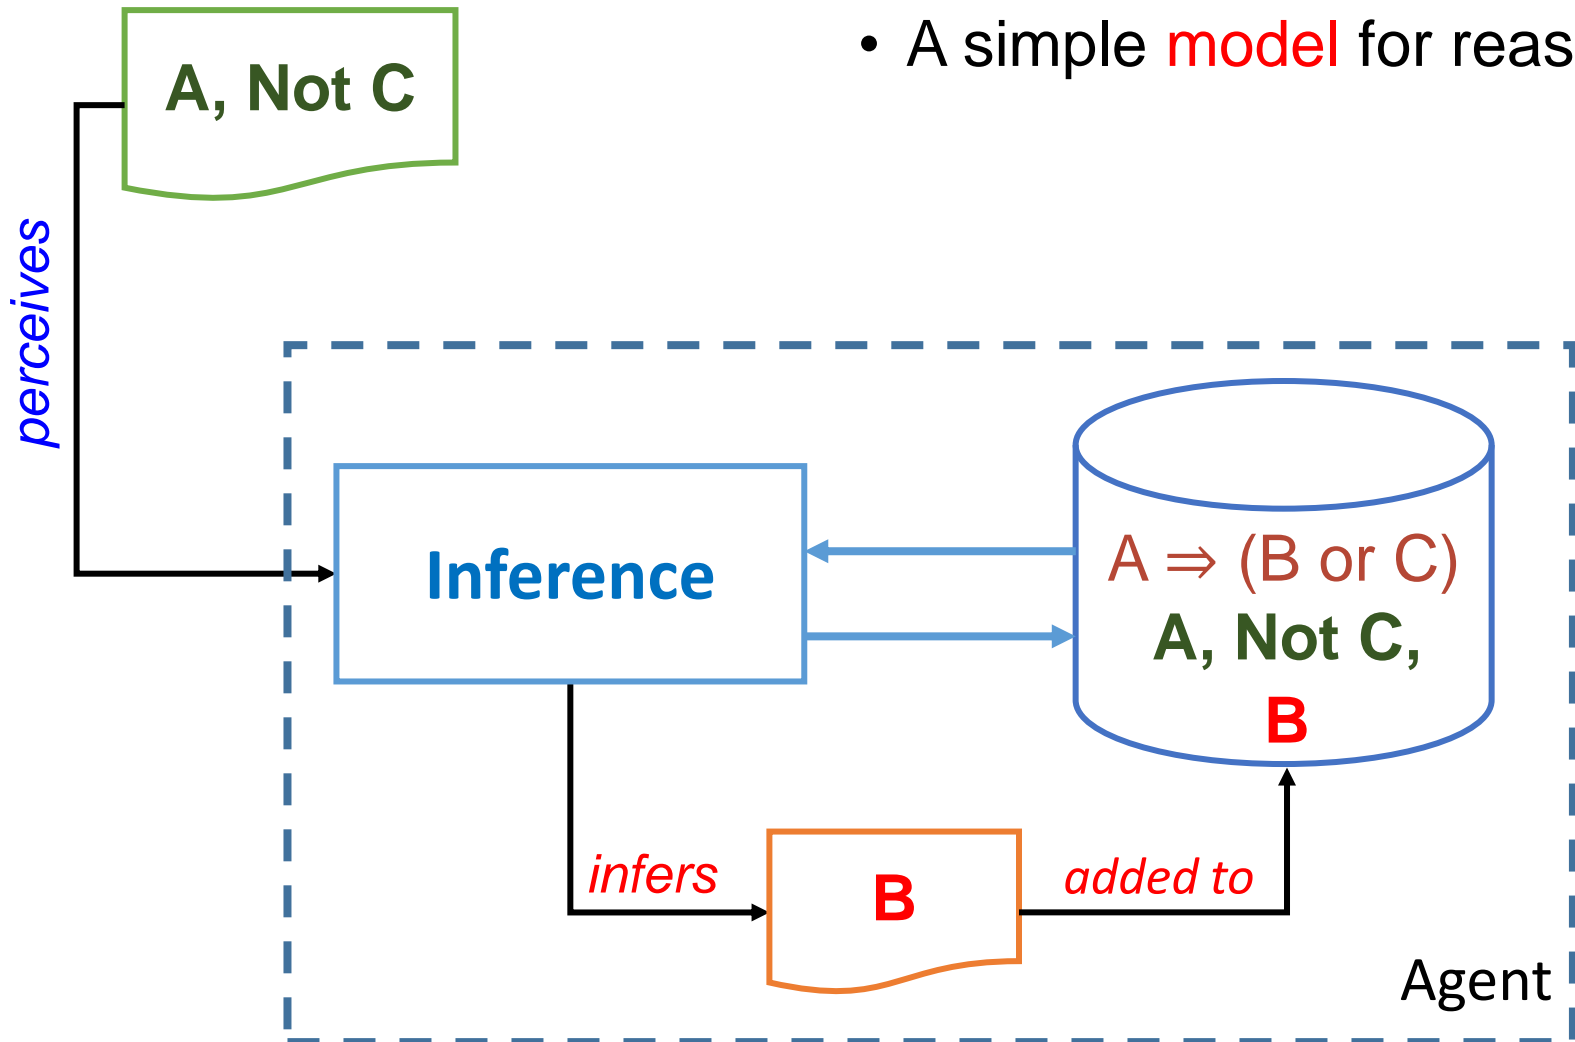 • A simple model for reas
A, Not C
perceives
Inference
A ⇒ (B or C)
A, Not C,
B
infers
B
added to
Agent